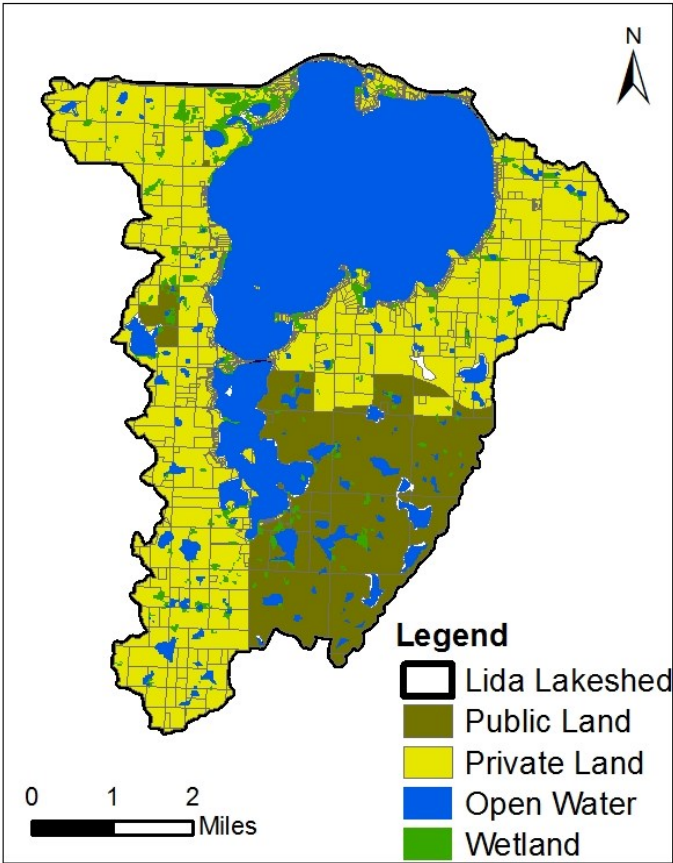 N
Legend
Lida Lakeshed
Public Land
Private Land
Open Water
Wetland
0 1 2
Miles